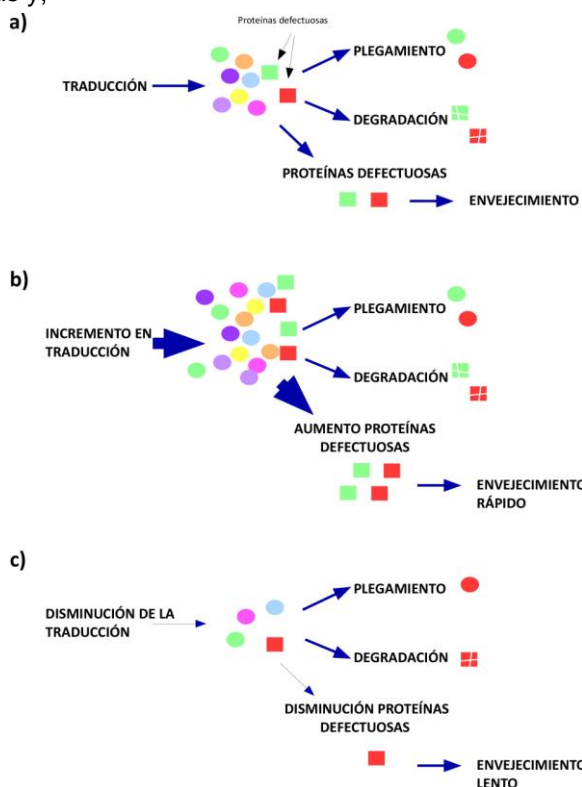 a)
Proteínas defectuosas
PLEGAMIENTO
TRADUCCIÓN
DEGRADACIÓN
PROTEÍNAS DEFECTUOSAS
ENVEJECIMIENTO
b)
PLEGAMIENTO
INCREMENTO EN
TRADUCCIÓN
DEGRADACIÓN
AUMENTO PROTEÍNAS
DEFECTUOSAS
ENVEJECIMIENTO
RÁPIDO
c)
PLEGAMIENTO
DISMINUCIÓN DE LA
TRADUCCIÓN
DEGRADACIÓN
DISMINUCIÓN PROTEÍNAS
DEFECTUOSAS
ENVEJECIMIENTO
LENTO